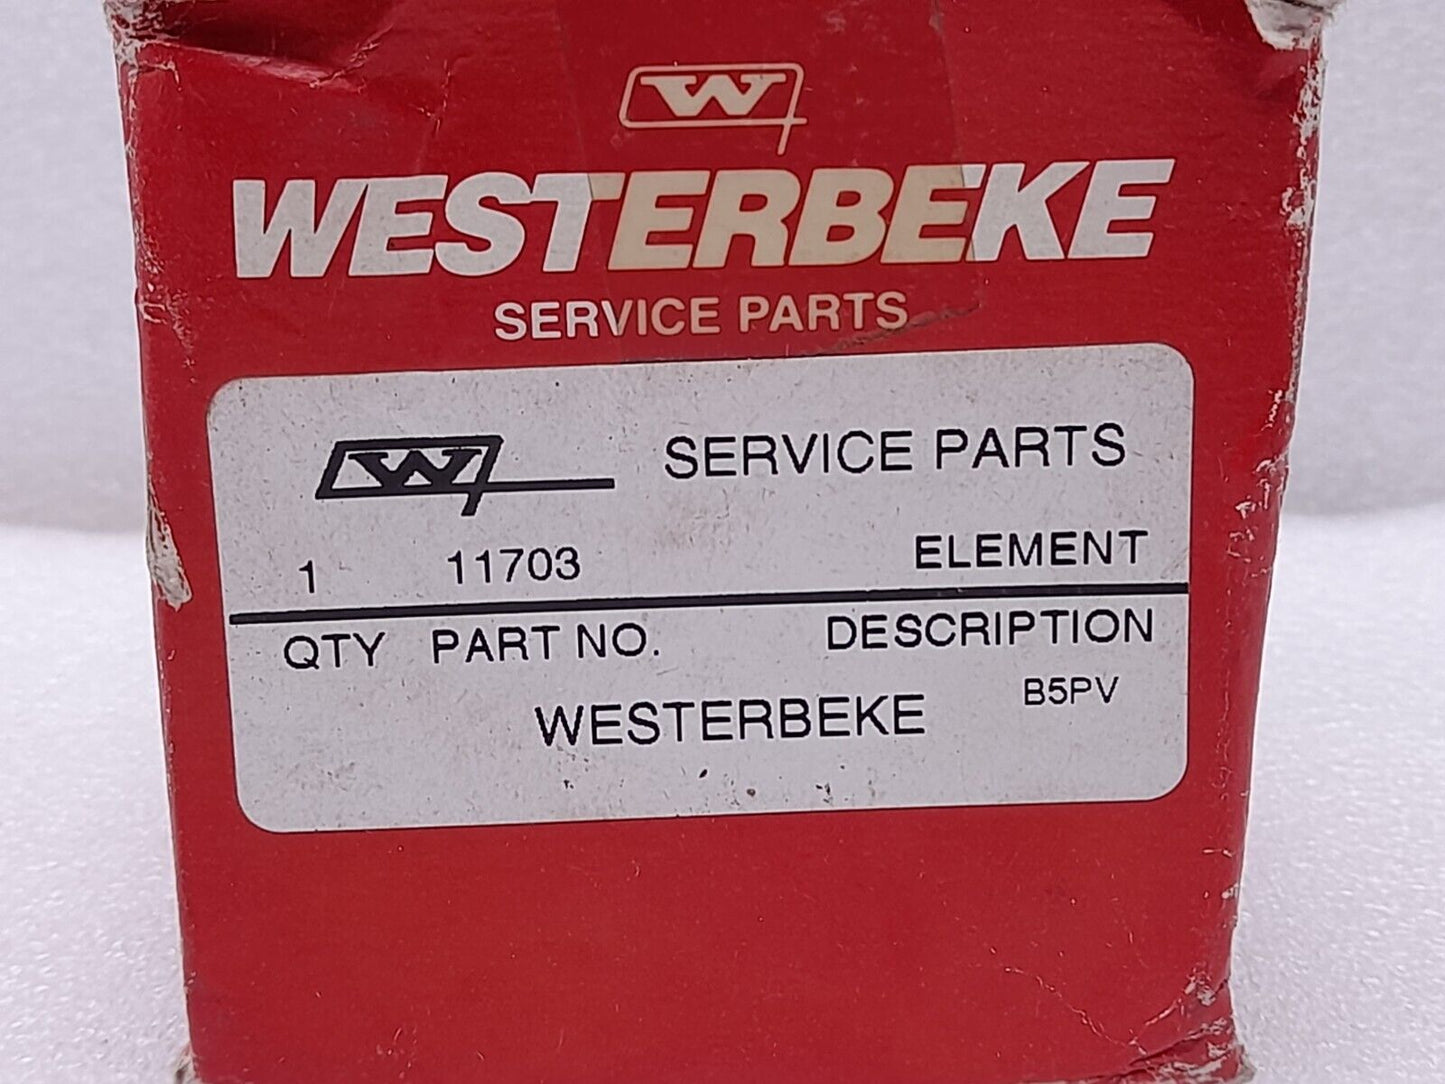 W
WESTERBEKE
SERVICE PARTS
W SERVICE PARTS
1 11703 ELEMENT
QTY PART NO. DESCRIPTION
WESTERBEKE B5PV